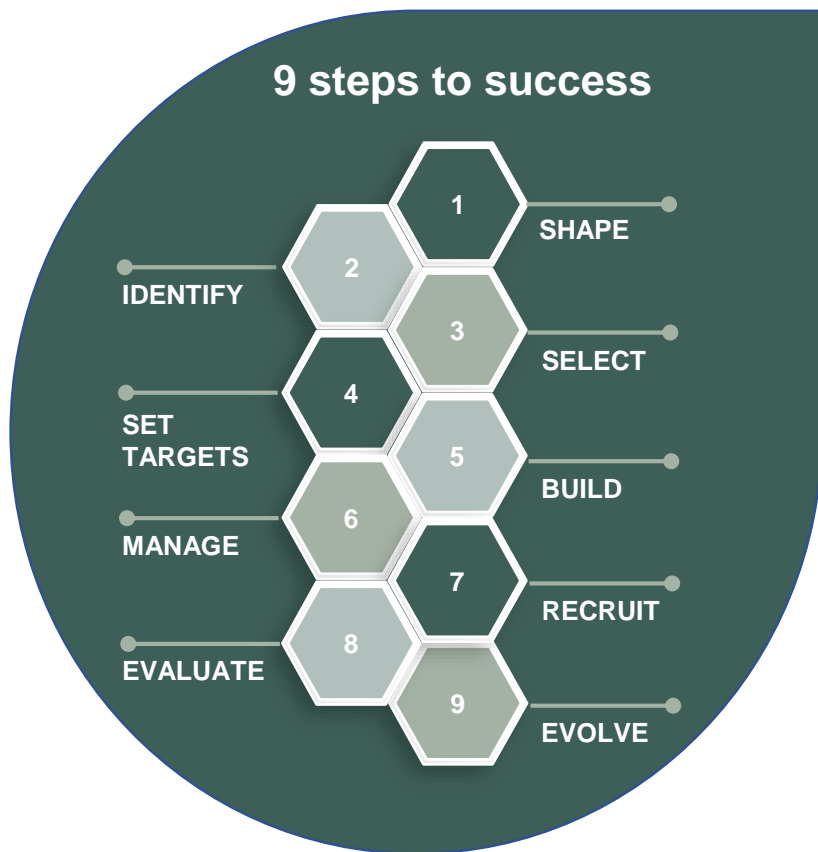 9 steps to success
1
SHAPE
2
IDENTIFY
3
SELECT
4
SET
TARGETS
5
BUILD
6
MANAGE
7
RECRUIT
8
EVALUATE
9
EVOLVE